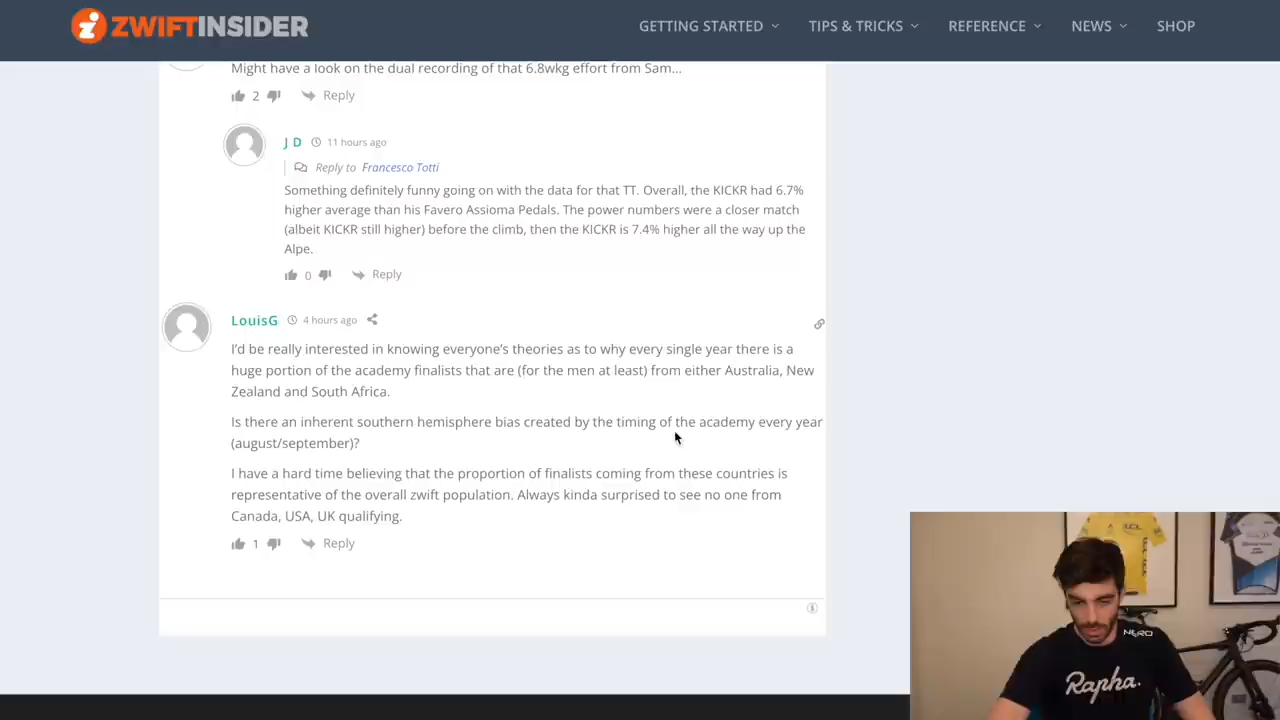 ZWIFTINSIDER
GETTING STARTED TIPS & TRICKS REFERENCE NEWS SHOP
Might have a look on the dual recording of that 6.8wkg effort from Sam...
2 Reply
J D 11 hours ago
Reply to Francesco Totti
Something definitely funny going on with the data for that TT. Overall, the KICKR had 6.7%
higher average than his Favero Assioma Pedals. The power numbers were a closer match
(albeit KICKR still higher) before the climb, then the KICKR is 7.4% higher all the way up the
Alpe.
0 Reply
LouisG 4 hours ago
I'd be really interested in knowing everyone's theories as to why every single year there is a
huge portion of the academy finalists that are (for the men at least) from either Australia, New
Zealand and South Africa.
Is there an inherent southern hemisphere bias created by the timing of the academy every year
(august/september)?
I have a hard time believing that the proportion of finalists coming from these countries is
representative of the overall zwift population. Always kinda surprised to see no one from
Canada, USA, UK qualifying.
1 Reply
NERO
Rapha.